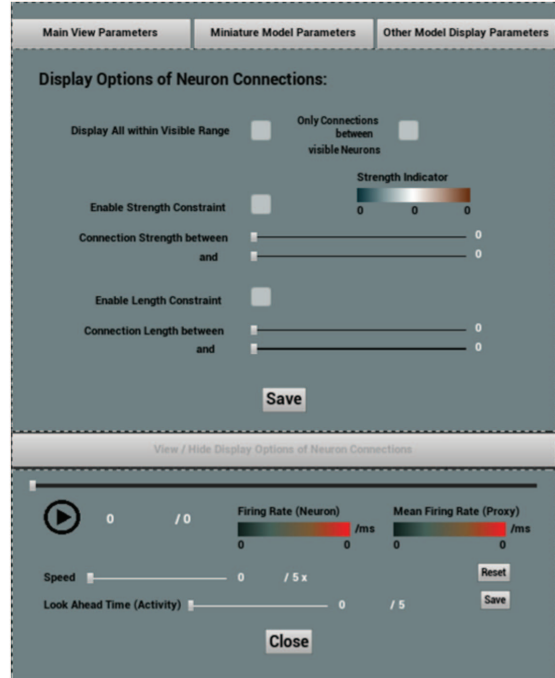 Main View Parameters
Miniature Model Parameters
Other Model Display Parameters
Display Options of Neuron Connections:
Display All within Visible Range
Only Connections
between
visible Neurons
Strength Indicator
0 0 0
Enable Strength Constraint
Connection Strength between 0
and 0
Enable Length Constraint
Connection Length between 0
and 0
Save
View / Hide Display Options of Neuron Connections
Firing Rate (Neuron)
Mean Firing Rate (Proxy)
0 / 0
/ms
/ms
0 0
0 0
Speed 0 / 5 x
Reset
Look Ahead Time (Activity) 0 / 5
Save
Close